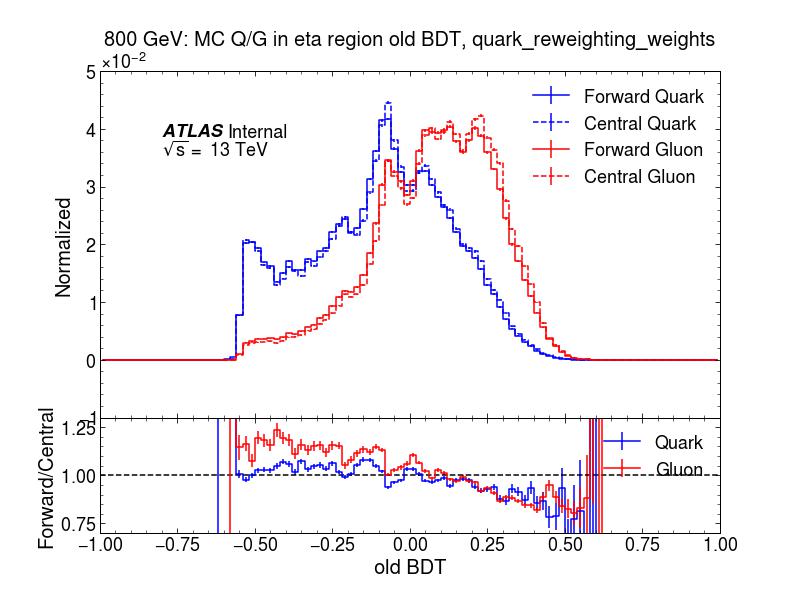 800 GeV: MC Q/G in eta region old BDT, quark_reweighting_weights
×10⁻²
5
4
3
2
1
0
1
Normalized
ATLAS Internal
√s = 13 TeV
Forward Quark
Central Quark
Forward Gluon
Central Gluon
Forward/Central
1.25
1.00
0.75
Quark
Gluon
−1.00 −0.75 −0.50 −0.25 0.00 0.25 0.50 0.75 1.00
old BDT